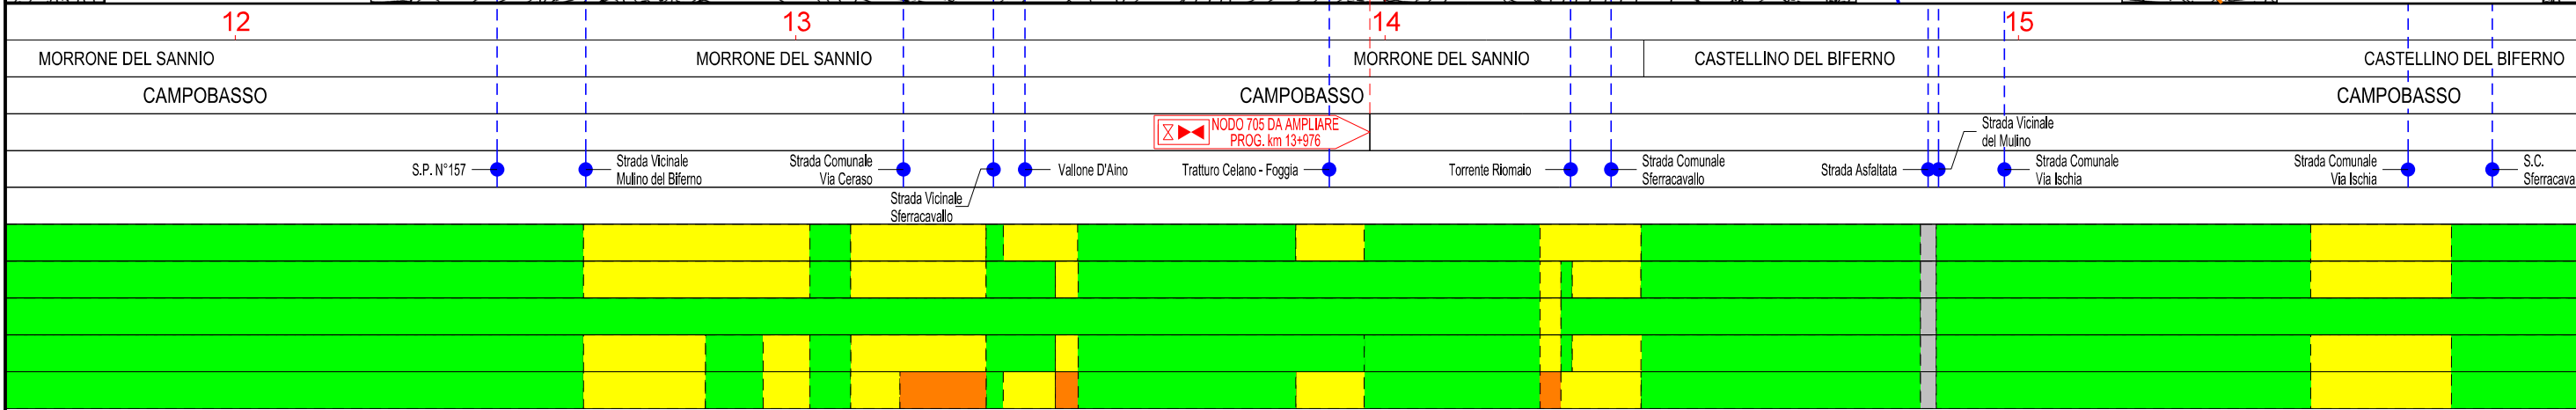 12
13
14
15
MORRONE DEL SANNIO
MORRONE DEL SANNIO
MORRONE DEL SANNIO
CASTELLINO DEL BIFERNO
CASTELLINO DEL BIFERNO
CAMPOBASSO
CAMPOBASSO
CAMPOBASSO
NODO 705 DA AMPLIARE
PROG. km 13+976
S.P. N°157
Strada Vicinale
Mulino del Biferno
Strada Comunale
Via Ceraso
Strada Vicinale
Sferracavallo
Vallone D'Aino
Tratturo Celano - Foggia
Torrente Riomaio
Strada Comunale
Sferracavallo
Strada Asfaltata
Strada Vicinale
del Mulino
Strada Comunale
Via Ischia
Strada Comunale
Via Ischia
S.C.
Sferracava